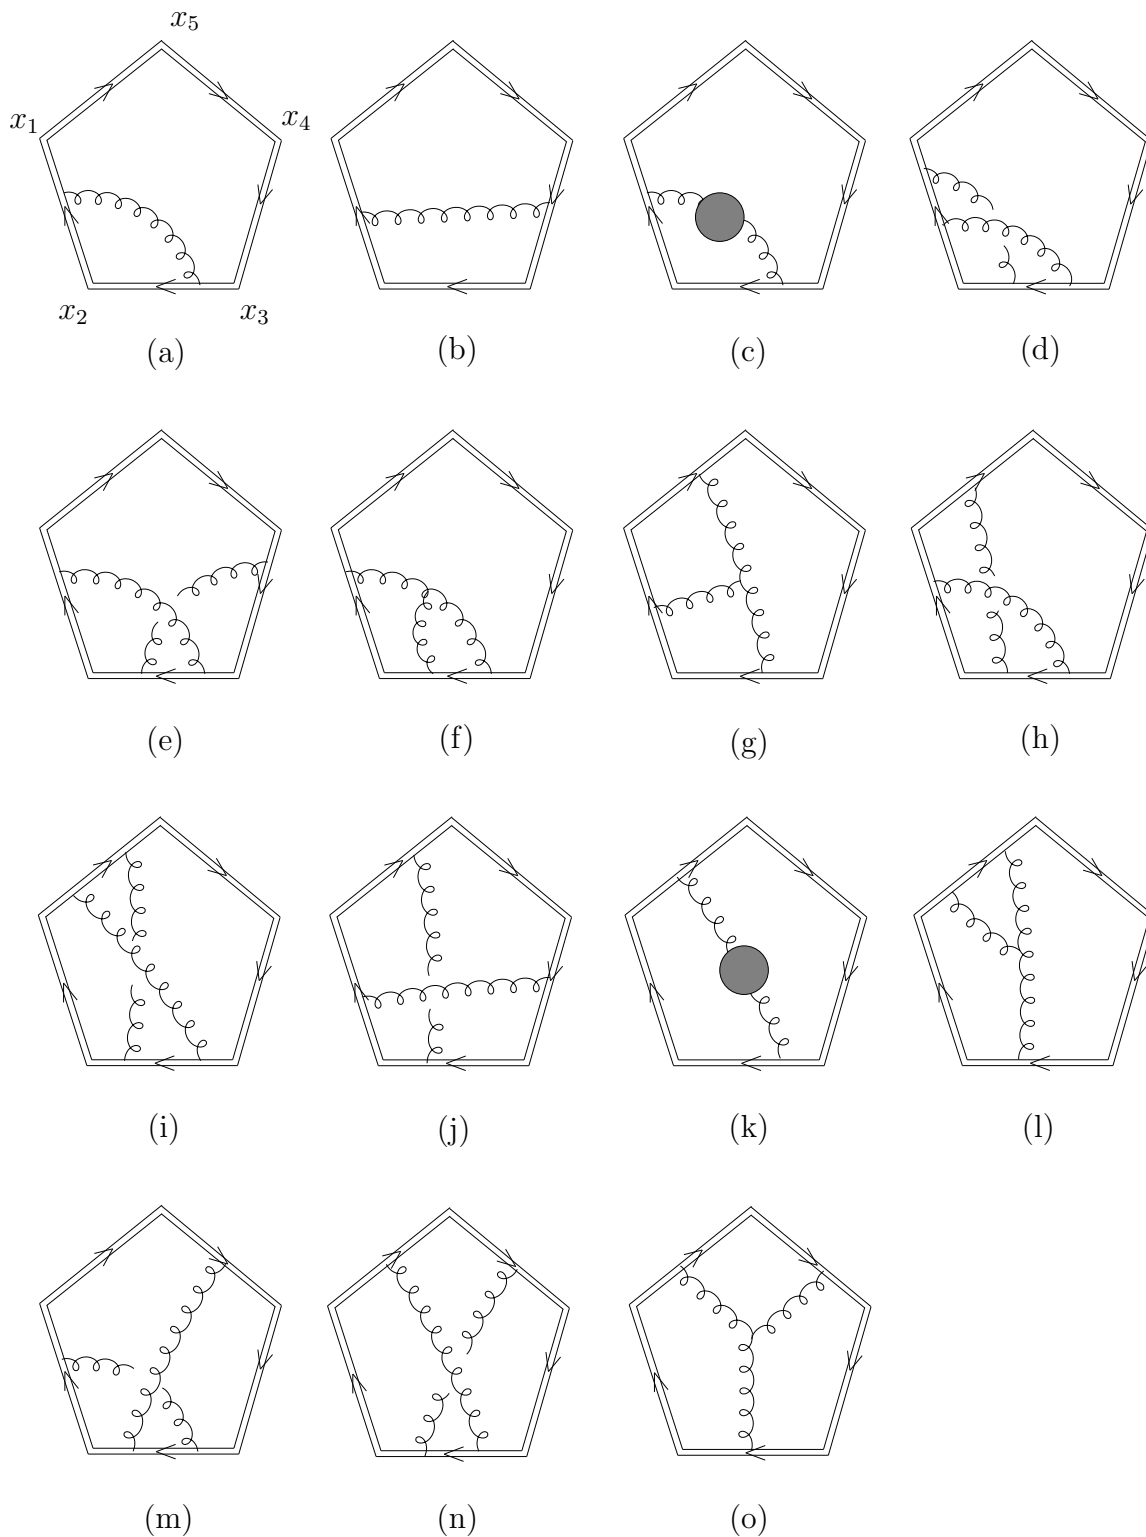 x₅
x₁ x₄
x₂ x₃
(a) (b) (c) (d)
(e) (f) (g) (h)
(i) (j) (k) (l)
(m) (n) (o)